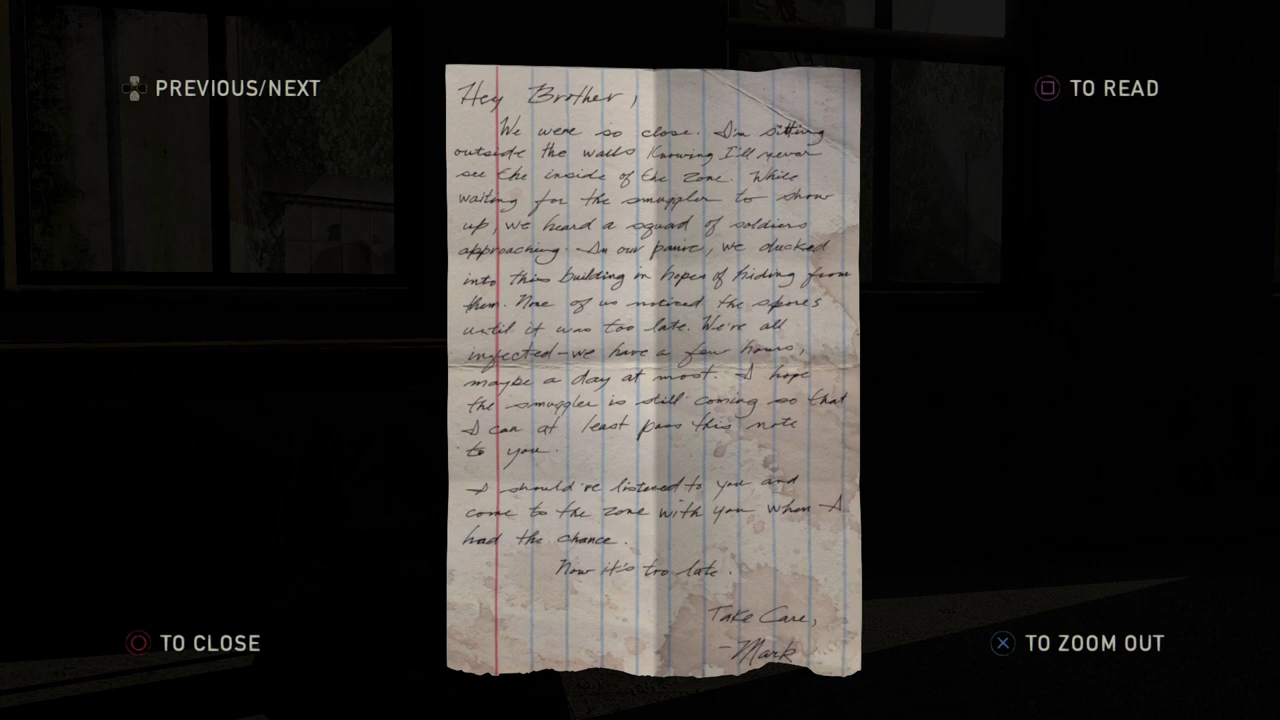 PREVIOUS/NEXT
TO READ
Hey Brother,
We were so close. I'm sitting
outside the walls knowing I'll never
see the inside of the zone. While
waiting for the smuggler to show
up, we heard a squad of soldiers
approaching. In our panic, we ducked
into this building in hopes of hiding from
them. None of us noticed the spores
until it was too late. We're all
infected - we have a few hours,
maybe a day at most. I hope
the smuggler is still coming so that
I can at least pass this note
to you.
I should've listened to you and
come to the zone with you when I
had the chance.
Now it's too late.
Take Care,
- Mark
TO CLOSE
TO ZOOM OUT